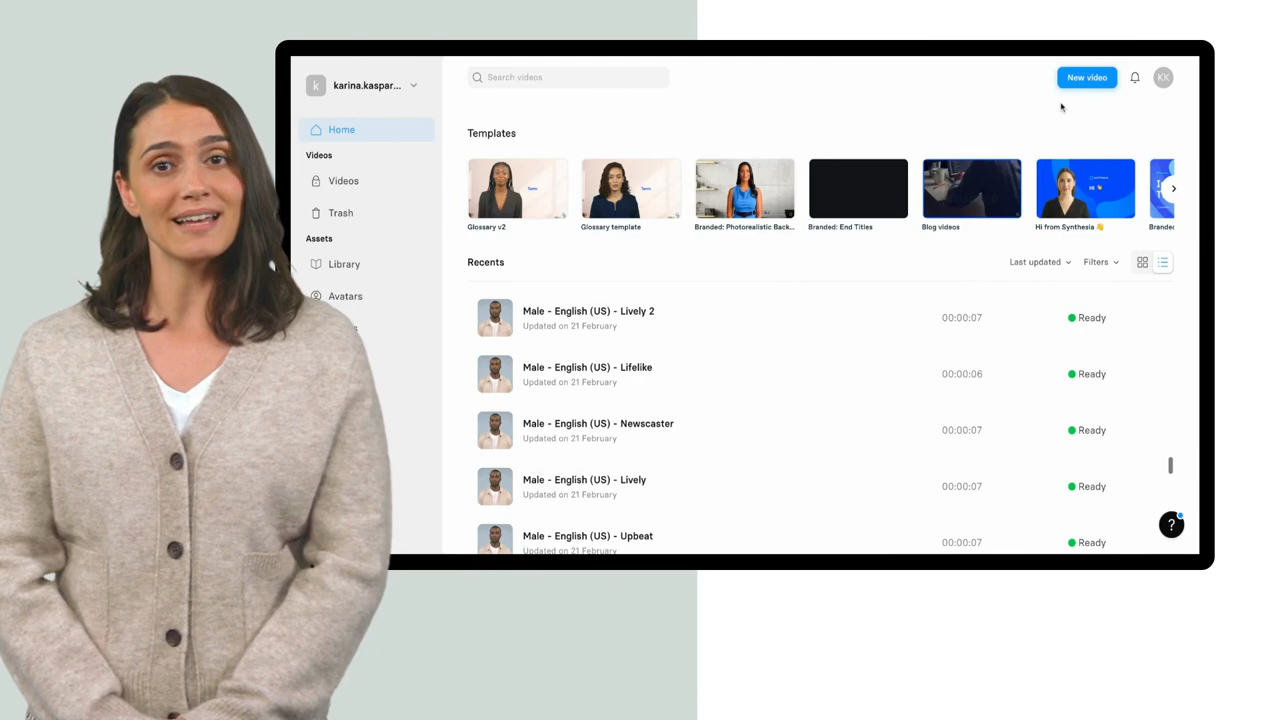 k
karina.kaspar...
Search videos
New video
KK
Home
Videos
Videos
Trash
Assets
Library
Avatars
Templates
Glossary v2
Glossary template
Branded: Photorealistic Back...
Branded: End Titles
Blog videos
Hi from Synthesia 👋
Term
Term
Recents
Last updated
Filters
Male - English (US) - Lively 2
Updated on 21 February
00:00:07
Ready
Male - English (US) - Lifelike
Updated on 21 February
00:00:06
Ready
Male - English (US) - Newscaster
Updated on 21 February
00:00:07
Ready
Male - English (US) - Lively
Updated on 21 February
00:00:07
Ready
Male - English (US) - Upbeat
Updated on 21 February
00:00:07
Ready
?